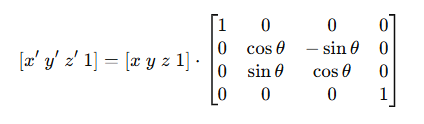 [x′ y′ z′ 1] = [x y z 1] · [1 0 0 0
0 cos θ − sin θ 0
0 sin θ cos θ 0
0 0 0 1]